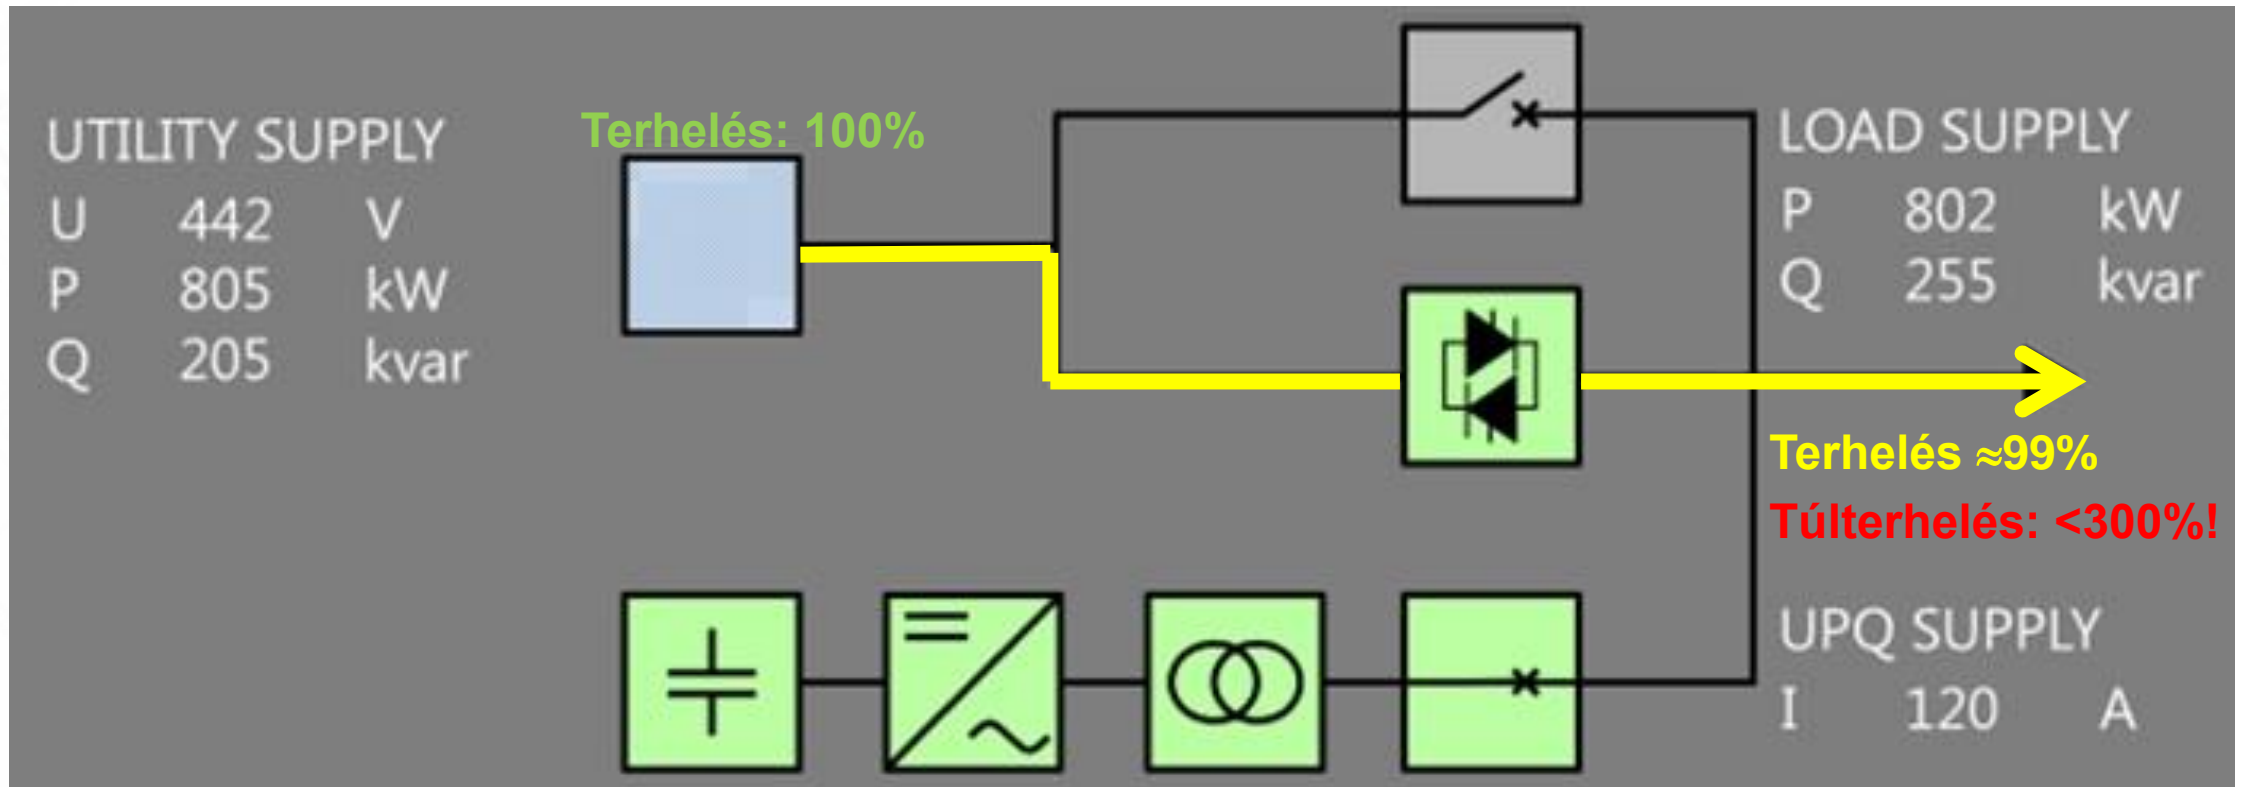 UTILITY SUPPLY
U 442 V
P 805 kW
Q 205 kvar
Terhelés: 100%
LOAD SUPPLY
P 802 kW
Q 255 kvar
Terhelés ≈99%
Túlterhelés: <300%!
UPQ SUPPLY
I 120 A